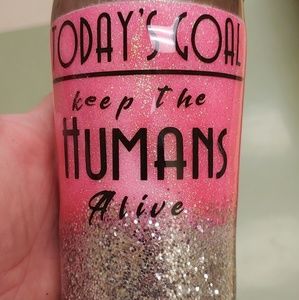 TODAY'S GOAL
keep the
HUMANS
Alive